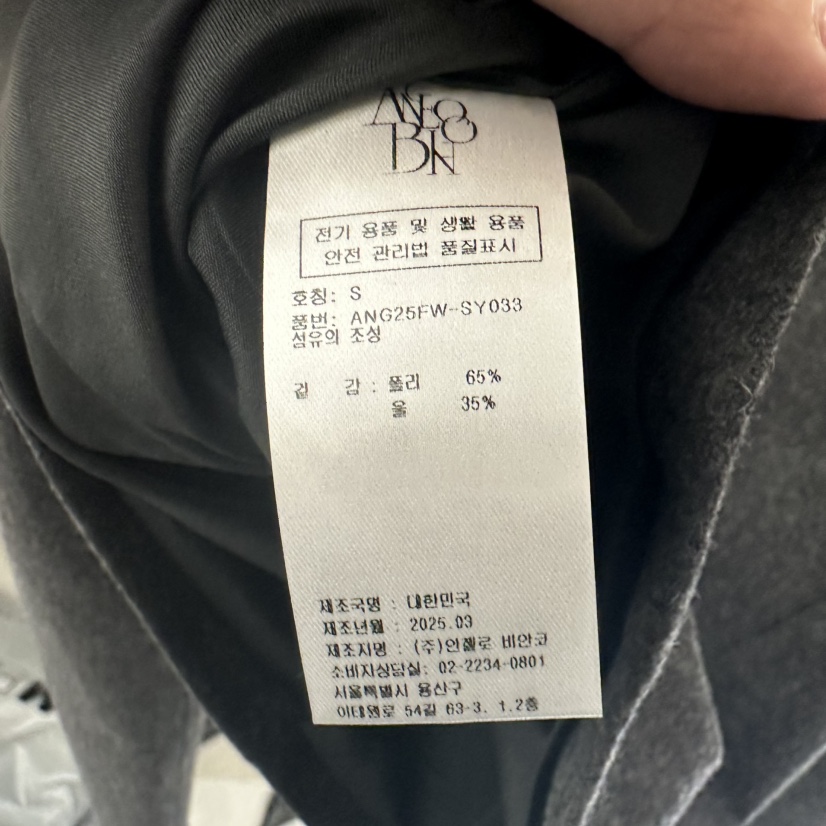 전기 용품 및 생활 용품
안전 관리법 품질표시
호칭: S
품번: ANG25FW-SY033
섬유의 조성
겉 감 : 폴리 65%
울 35%
제조국명 : 대한민국
제조년월 : 2025.03
제조자명 : (주)안젤로 비안코
소비자상담실: 02-2234-0801
서울특별시 용산구
이태원로 54길 63-3. 1.2층